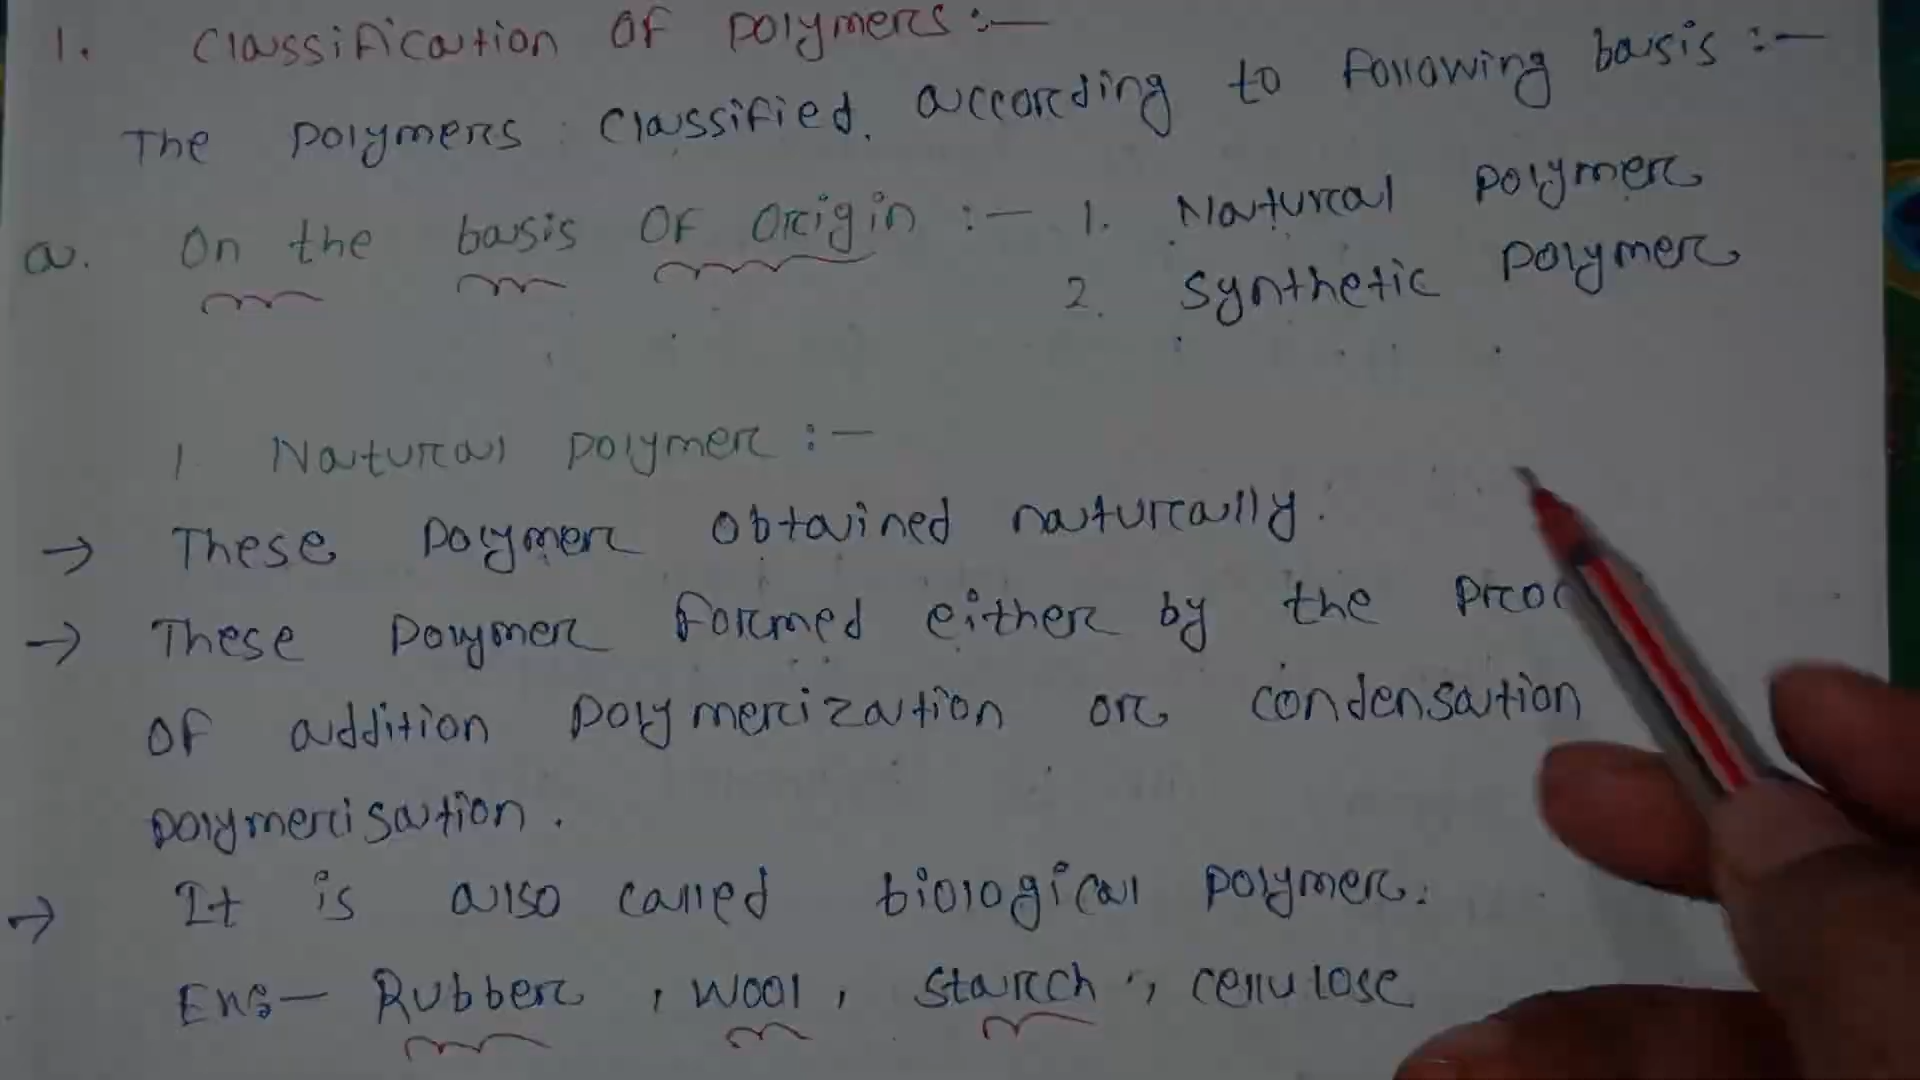 1. Classification of polymers :—
The polymers classified, according to following basis :—
a. On the basis of origin :— 1. Natural polymer
2. Synthetic polymer
1 Natural polymer :—
→ These polymer obtained naturally.
→ These polymer formed either by the proc
of addition polymerization or condensation
polymerisation.
→ It is also called biological polymer.
Exs— Rubber, wool, starch, cellulose